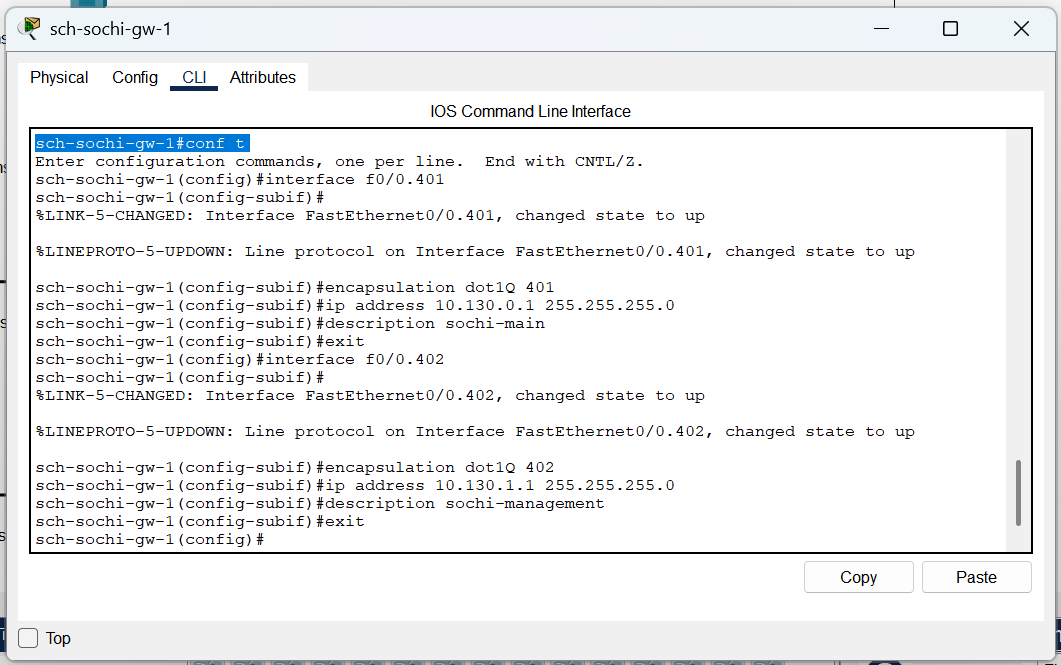 sch-sochi-gw-1
Physical Config CLI Attributes
IOS Command Line Interface
sch-sochi-gw-1#conf t
Enter configuration commands, one per line.  End with CNTL/Z.
sch-sochi-gw-1(config)#interface f0/0.401
sch-sochi-gw-1(config-subif)#
%LINK-5-CHANGED: Interface FastEthernet0/0.401, changed state to up
%LINEPROTO-5-UPDOWN: Line protocol on Interface FastEthernet0/0.401, changed state to up
sch-sochi-gw-1(config-subif)#encapsulation dot1Q 401
sch-sochi-gw-1(config-subif)#ip address 10.130.0.1 255.255.255.0
sch-sochi-gw-1(config-subif)#description sochi-main
sch-sochi-gw-1(config-subif)#exit
sch-sochi-gw-1(config)#interface f0/0.402
sch-sochi-gw-1(config-subif)#
%LINK-5-CHANGED: Interface FastEthernet0/0.402, changed state to up
%LINEPROTO-5-UPDOWN: Line protocol on Interface FastEthernet0/0.402, changed state to up
sch-sochi-gw-1(config-subif)#encapsulation dot1Q 402
sch-sochi-gw-1(config-subif)#ip address 10.130.1.1 255.255.255.0
sch-sochi-gw-1(config-subif)#description sochi-management
sch-sochi-gw-1(config-subif)#exit
sch-sochi-gw-1(config)#
Copy Paste
Top